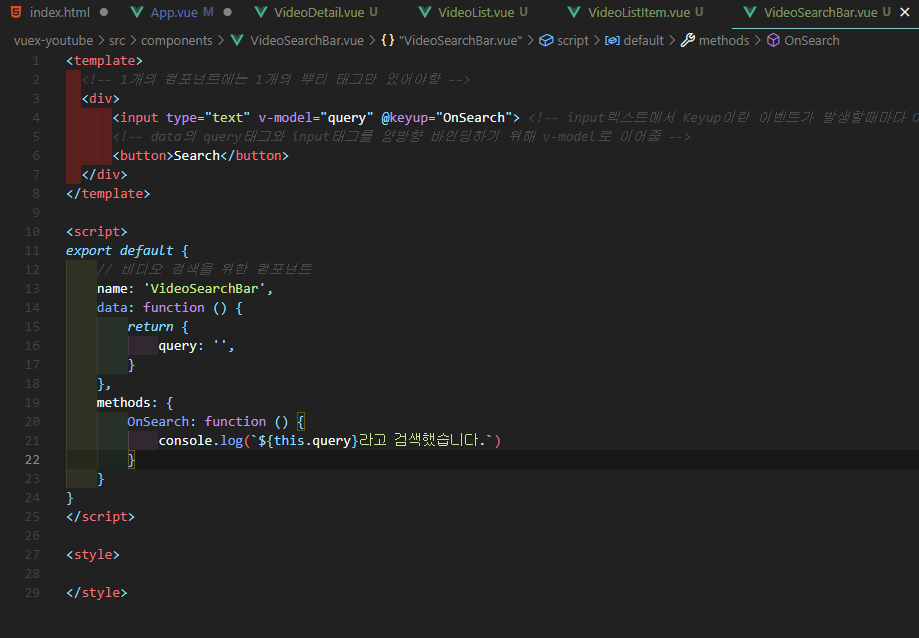 index.html ● App.vue M ● VideoDetail.vue U VideoList.vue U VideoListItem.vue U VideoSearchBar.vue U ×
vuex-youtube > src > components > VideoSearchBar.vue > {} "VideoSearchBar.vue" > script > default > methods > OnSearch
1 <template>
2 <!-- 1개의 컴포넌트에는 1개의 뿌리 태그만 있어야함 -->
3 <div>
4 <input type="text" v-model="query" @keyup="OnSearch"> <!-- input텍스트에서 Keyup이란 이벤트가 발생할때마다
5 <!-- data의 query태그와 input태그를 양방향 바인딩하기 위해 v-model로 이어줌 -->
6 <button>Search</button>
7 </div>
8 </template>
9
10 <script>
11 export default {
12 // 비디오 검색을 위한 컴포넌트
13 name: 'VideoSearchBar',
14 data: function () {
15 return {
16 query: '',
17 }
18 },
19 methods: {
20 OnSearch: function () {
21 console.log(`${this.query}라고 검색했습니다.`)
22 }
23 }
24 }
25 </script>
26
27 <style>
28
29 </style>